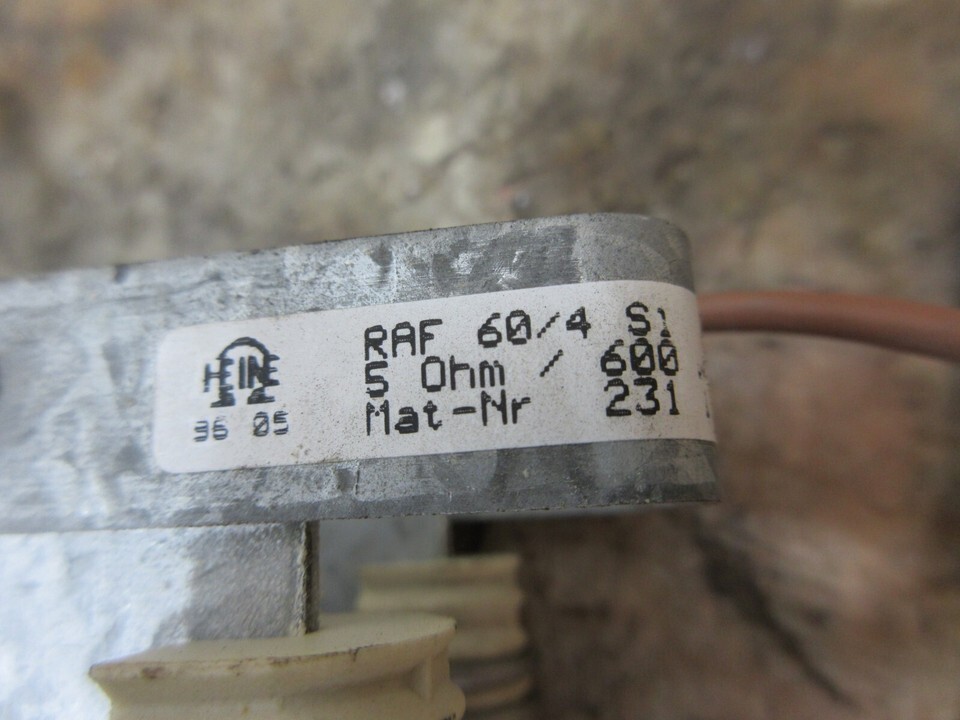 HEINE
96 05
RAF 60/4 S1
5 Ohm / 600
Mat-Nr 231